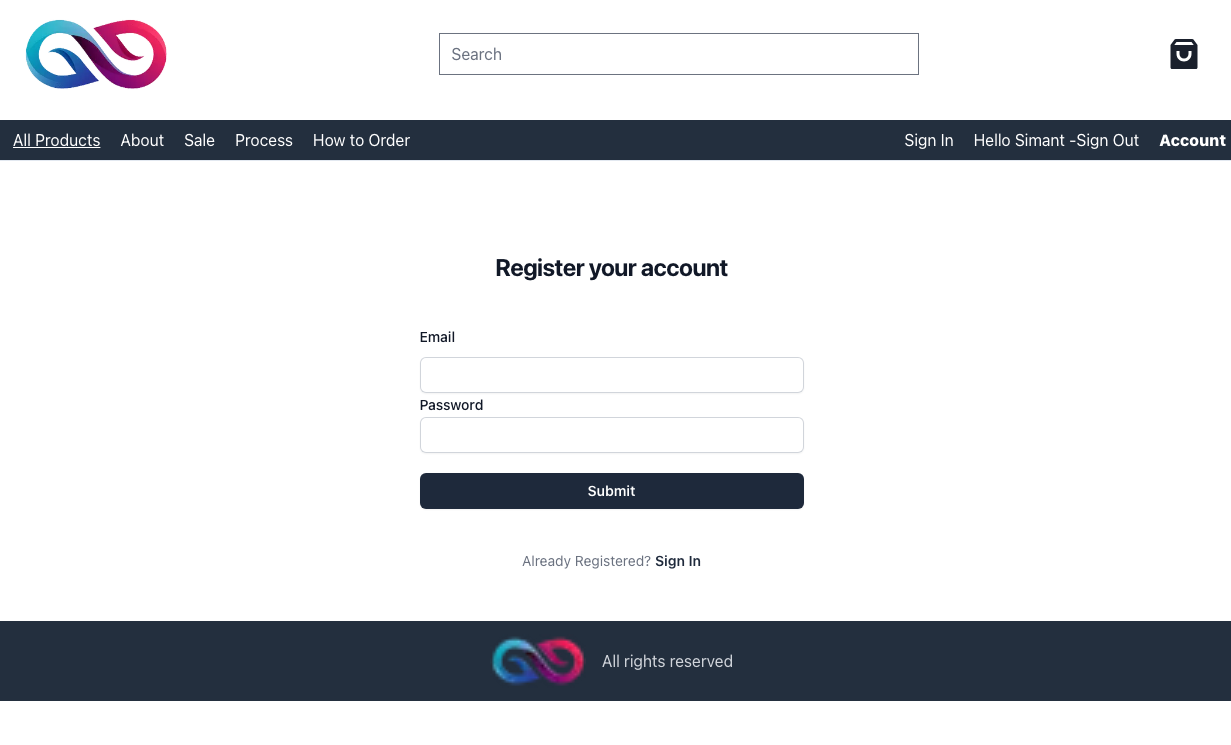 Search
All Products About Sale Process How to Order Sign In Hello Simant -Sign Out Account
Register your account
Email
Password
Submit
Already Registered? Sign In
All rights reserved